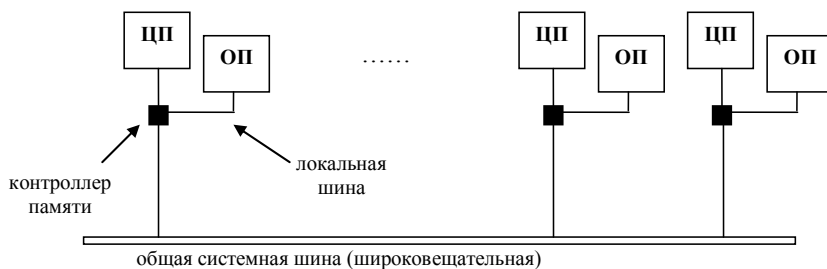 ЦП
ОП
……
ЦП
ОП
ЦП
ОП
контроллер
памяти
локальная
шина
общая системная шина (широковещательная)